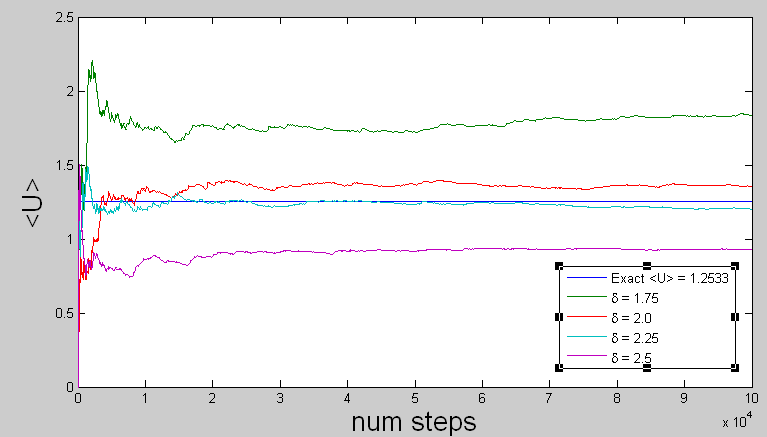 2.5
2
1.5
1
0.5
0
<U>
Exact <U> = 1.2533
δ = 1.75
δ = 2.0
δ = 2.25
δ = 2.5
0 1 2 3 4 5 6 7 8 9 10
x 10^4
num steps